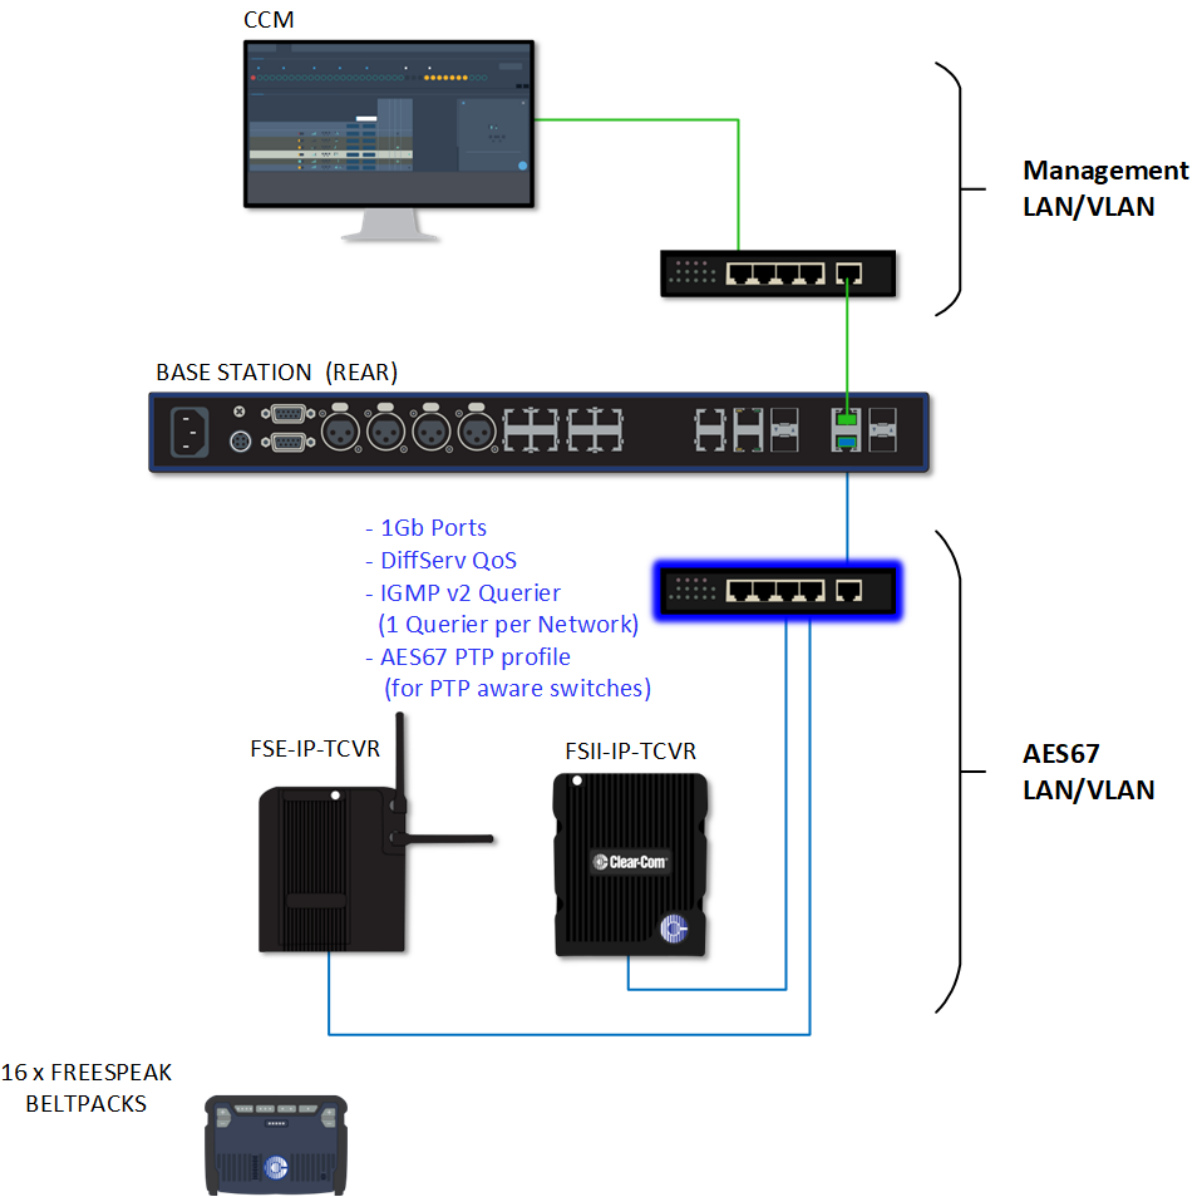 CCM
Management
LAN/VLAN
BASE STATION (REAR)
- 1Gb Ports
- DiffServ QoS
- IGMP v2 Querier
(1 Querier per Network)
- AES67 PTP profile
(for PTP aware switches)
FSE-IP-TCVR
FSII-IP-TCVR
AES67
LAN/VLAN
Clear-Com
16 x FREESPEAK
BELTPACKS